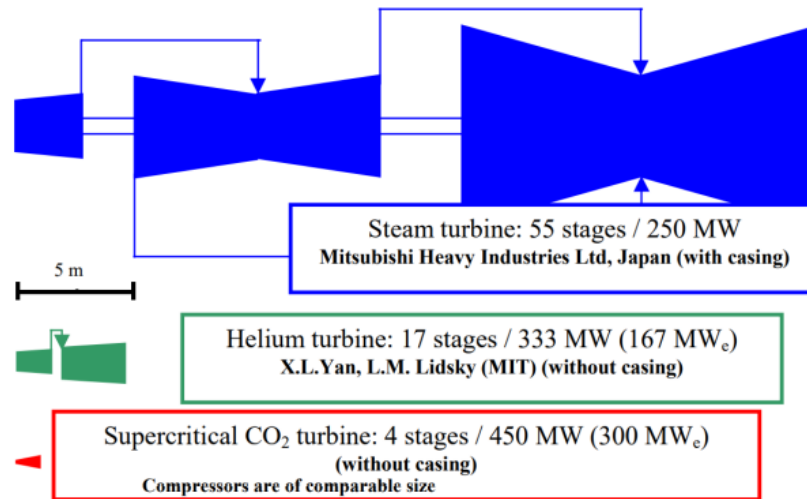 Steam turbine: 55 stages / 250 MW
Mitsubishi Heavy Industries Ltd, Japan (with casing)
5 m
Helium turbine: 17 stages / 333 MW (167 MWₑ)
X.L.Yan, L.M. Lidsky (MIT) (without casing)
Supercritical CO₂ turbine: 4 stages / 450 MW (300 MWₑ)
(without casing)
Compressors are of comparable size